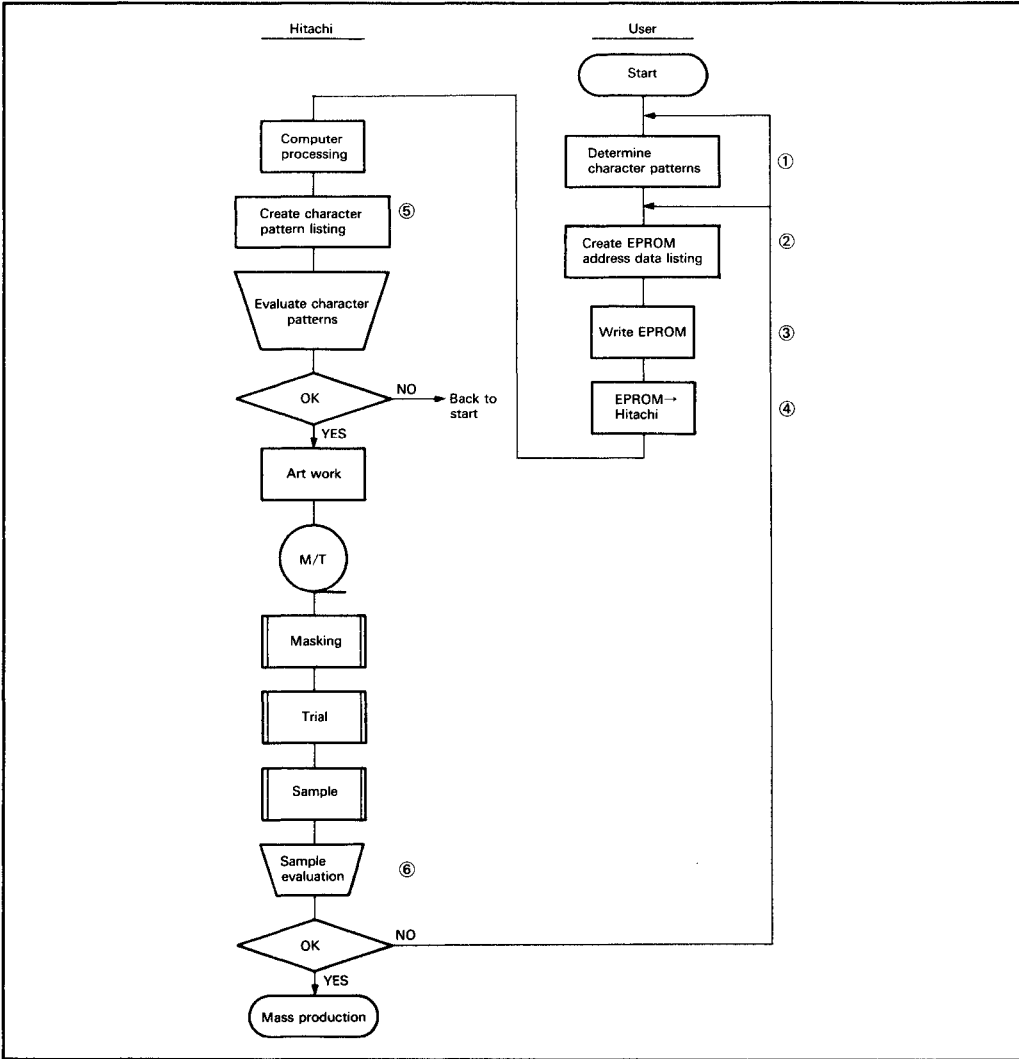 Hitachi
User
Start
Determine
character patterns
①
Create EPROM
address data listing
②
Write EPROM
③
EPROM→
Hitachi
④
Computer
processing
Create character
pattern listing
⑤
Evaluate character
patterns
OK
NO
Back to
start
YES
Art work
M/T
Masking
Trial
Sample
Sample
evaluation
⑥
OK
NO
YES
Mass production